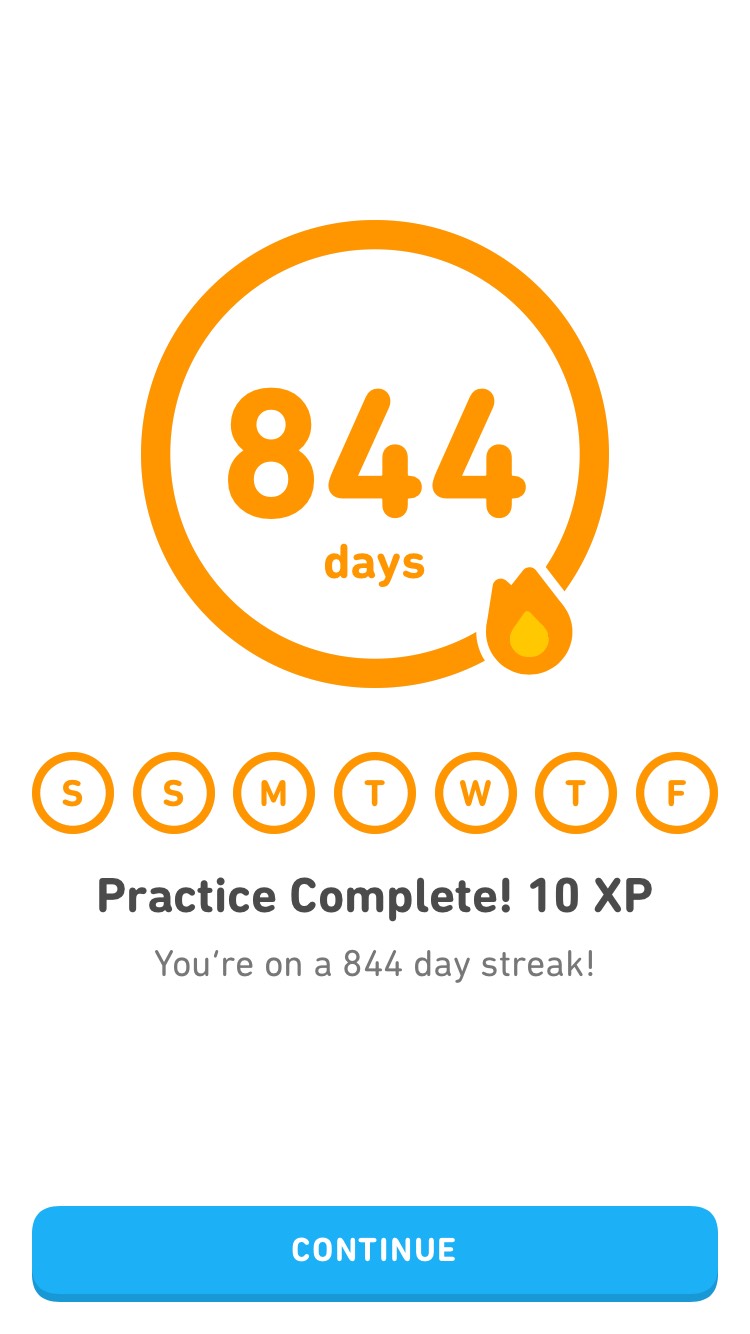 844
days
S S M T W T F
Practice Complete! 10 XP
You‘re on a 844 day streak!
CONTINUE